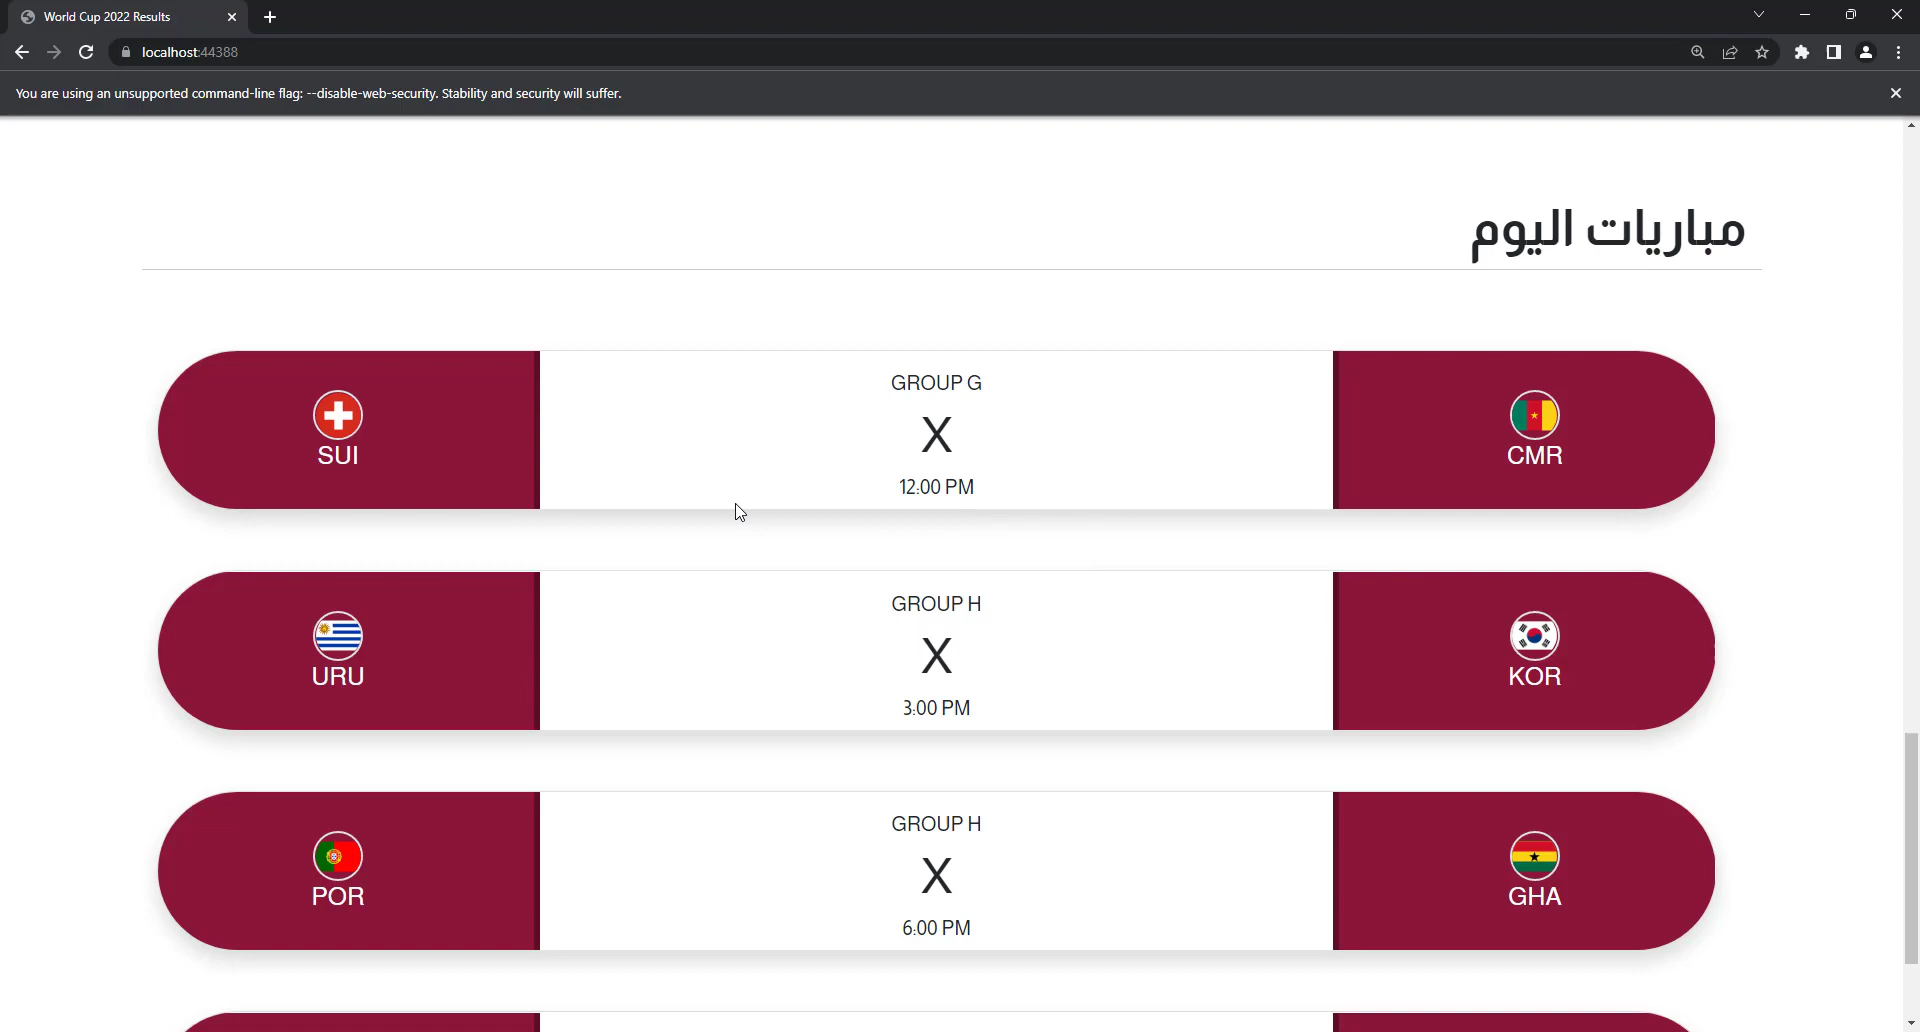 World Cup 2022 Results
localhost:44388
You are using an unsupported command-line flag: --disable-web-security. Stability and security will suffer.
مباريات اليوم
GROUP G
SUI X CMR
12:00 PM
GROUP H
URU X KOR
3:00 PM
GROUP H
POR X GHA
6:00 PM